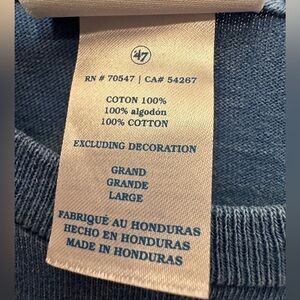 47
RN # 70547 | CA# 54267
COTON 100%
100% algodón
100% COTTON
EXCLUDING DECORATION
GRAND
GRANDE
LARGE
FABRIQUÉ AU HONDURAS
HECHO EN HONDURAS
MADE IN HONDURAS